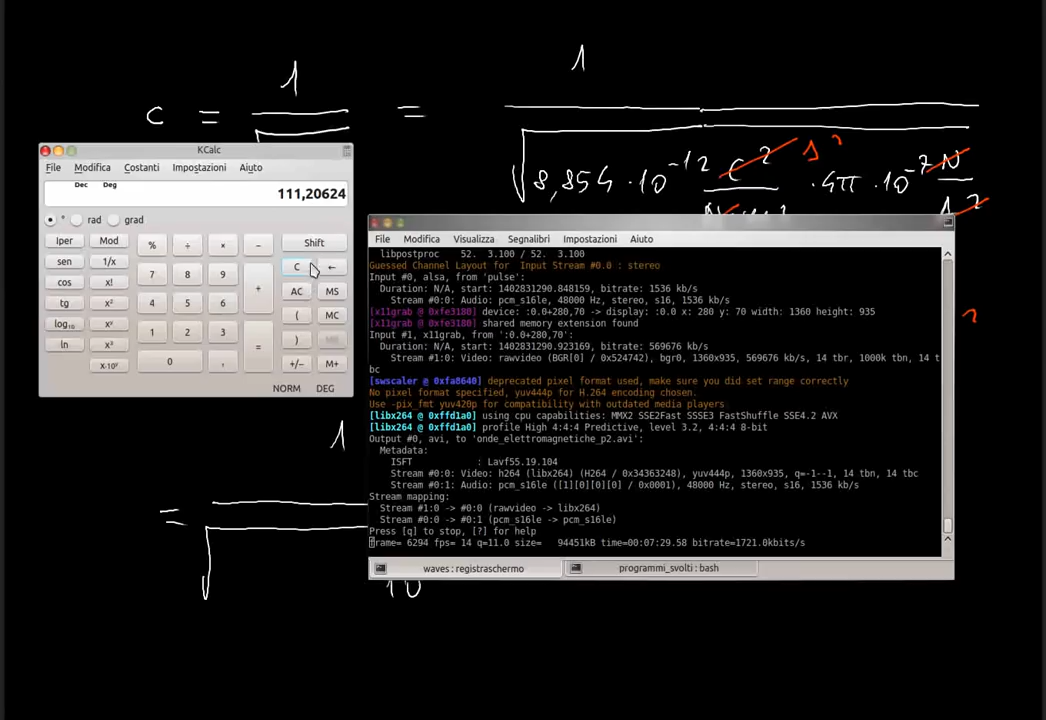 1
1
c = =
8,854 · 10⁻¹² C² · 4π · 10⁻⁷ N
KCalc
File Modifica Costanti Impostazioni Aiuto
Dec Deg
111,20624
° rad grad
Iper Mod % ÷ × − Shift
sen 1/x 7 8 9 + C ←
cos x! 4 5 6 AC MS
tg x² 1 2 3 = ( MC
log₁₀ xʸ 0 , )
ln x³ +/− M+
X·10ʸ
NORM DEG
File Modifica Visualizza Segnalibri Impostazioni Aiuto
libpostproc 52. 3.100 / 52. 3.100
Guessed Channel Layout for Input Stream #0.0 : stereo
Input #0, alsa, from 'pulse':
Duration: N/A, start: 1402831290.848159, bitrate: 1536 kb/s
Stream #0:0: Audio: pcm_s16le, 48000 Hz, stereo, s16, 1536 kb/s
[x11grab @ 0xfe3180] device: :0.0+280,70 -> display: :0.0 x: 280 y: 70 width: 1360 height: 935
[x11grab @ 0xfe3180] shared memory extension found
Input #1, x11grab, from ':0.0+280,70':
Duration: N/A, start: 1402831290.923169, bitrate: 569676 kb/s
Stream #1:0: Video: rawvideo (BGR[0] / 0x524742), bgr0, 1360x935, 569676 kb/s, 14 tbr, 1000k tbn, 14 t
bc
[swscaler @ 0xfa8640] deprecated pixel format used, make sure you did set range correctly
No pixel format specified, yuv444p for H.264 encoding chosen.
Use -pix_fmt yuv420p for compatibility with outdated media players
[libx264 @ 0xffd1a0] using cpu capabilities: MMX2 SSE2Fast SSSE3 FastShuffle SSE4.2 AVX
[libx264 @ 0xffd1a0] profile High 4:4:4 Predictive, level 3.2, 4:4:4 8-bit
Output #0, avi, to 'onde_elettromagnetiche_p2.avi':
Metadata:
ISFT : Lavf55.19.104
Stream #0:0: Video: h264 (libx264) (H264 / 0x34363248), yuv444p, 1360x935, q=-1--1, 14 tbn, 14 tbc
Stream #0:1: Audio: pcm_s16le ([1][0][0][0] / 0x0001), 48000 Hz, stereo, s16, 1536 kb/s
Stream mapping:
Stream #1:0 -> #0:0 (rawvideo -> libx264)
Stream #0:0 -> #0:1 (pcm_s16le -> pcm_s16le)
Press [q] to stop, [?] for help
frame= 6294 fps= 14 q=11.0 size= 94451kB time=00:07:29.58 bitrate=1721.0kbits/s
waves : registraschermo programmi_svolti : bash
1
=
10